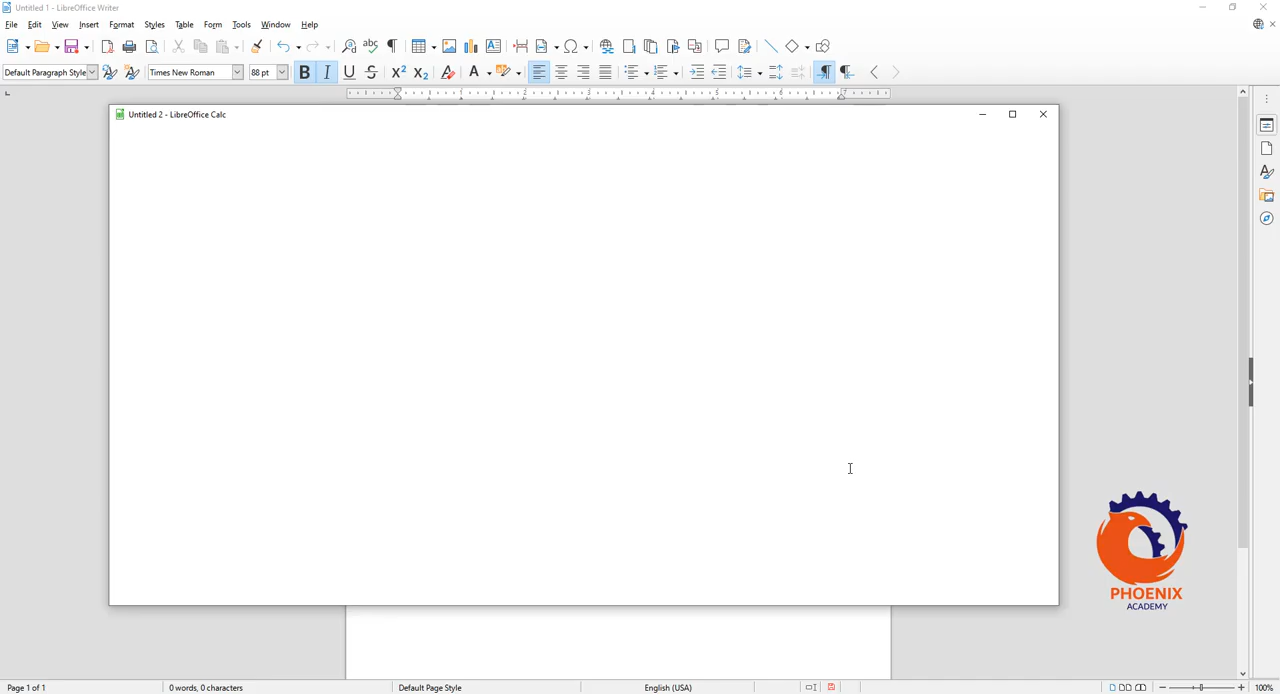 Untitled 1 - LibreOffice Writer
File Edit View Insert Format Styles Table Form Tools Window Help
Default Paragraph Style Times New Roman 88 pt
Untitled 2 - LibreOffice Calc
PHOENIX
ACADEMY
Page 1 of 1 0 words, 0 characters Default Page Style English (USA) 100%